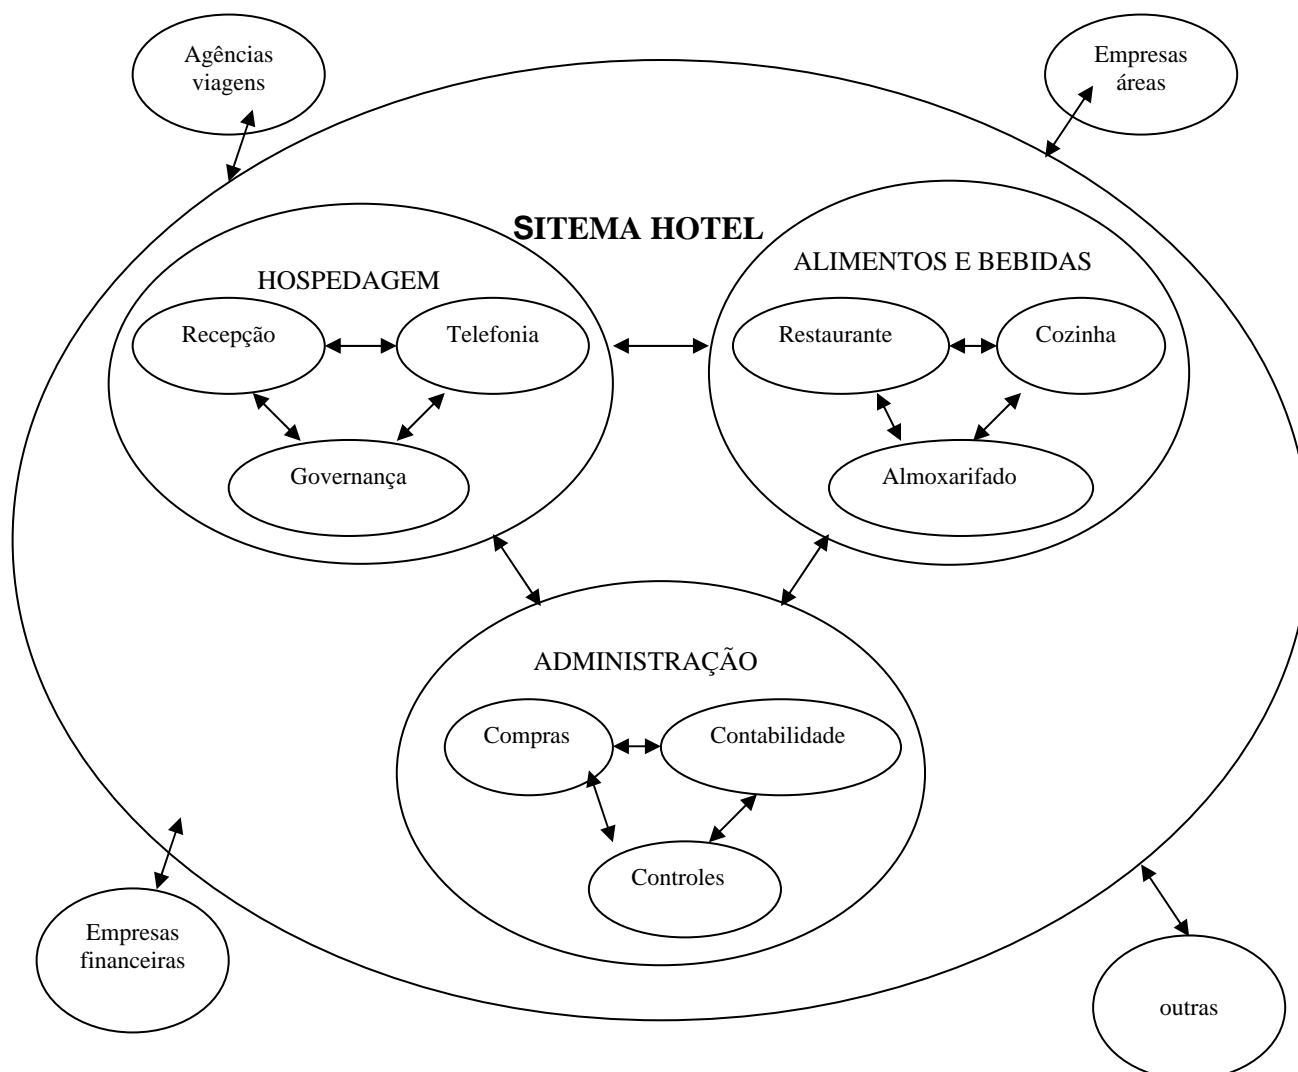 Agências
viagens
Empresas
áreas
SITEMA HOTEL
HOSPEDAGEM
ALIMENTOS E BEBIDAS
Recepção
Telefonia
Restaurante
Cozinha
Governança
Almoxarifado
ADMINISTRAÇÃO
Compras
Contabilidade
Controles
Empresas
financeiras
outras